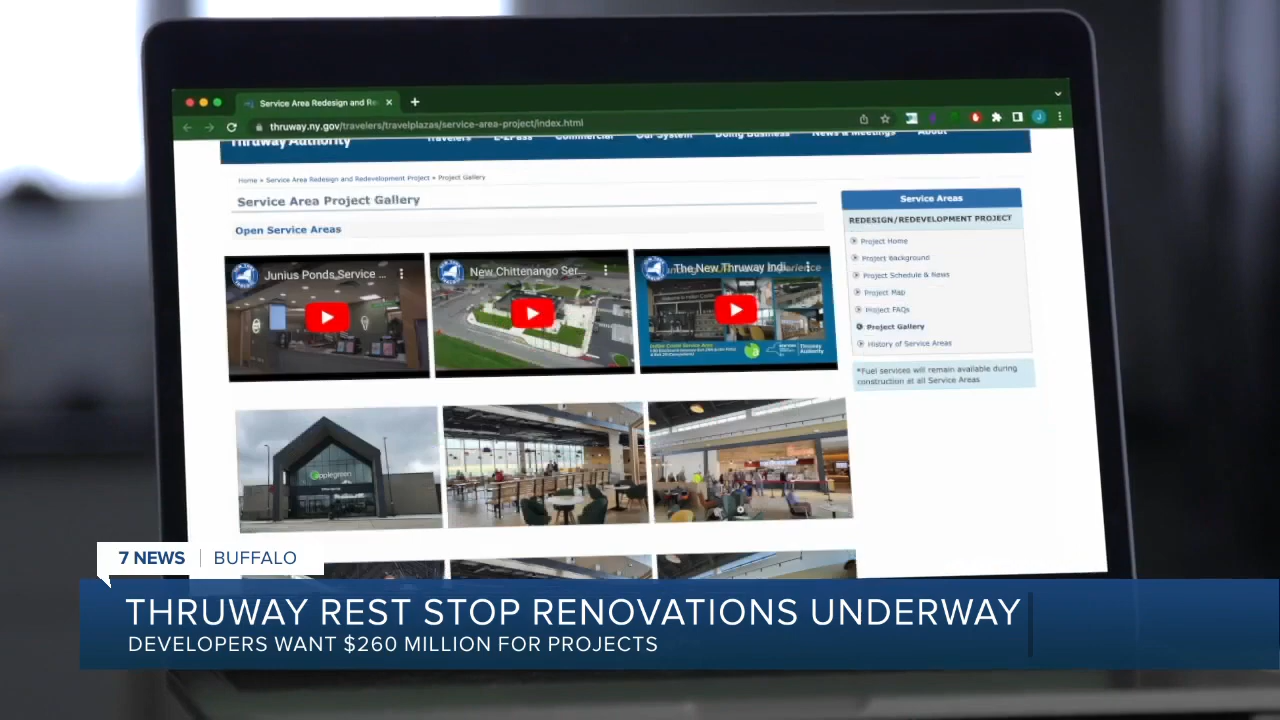 Service Area Redesign and Re
thruway.ny.gov/travelers/travelplazas/service-area-project/index.html
Thruway Authority
Travelers E-ZPass Commercial Our System Doing Business News & Meetings About
Home » Service Area Redesign and Redevelopment Project » Project Gallery
Service Area Project Gallery
Open Service Areas
Junius Ponds Service ...
New Chittenango Ser...
The New Thruway Indi...
Service Areas
REDESIGN/REDEVELOPMENT PROJECT
Project Home
Project Background
Project Schedule & News
Project Map
Project FAQs
Project Gallery
History of Service Areas
*Fuel services will remain available during
construction at all Service Areas
Thruway
Authority
applegreen
7 NEWS BUFFALO
THRUWAY REST STOP RENOVATIONS UNDERWAY
DEVELOPERS WANT $260 MILLION FOR PROJECTS